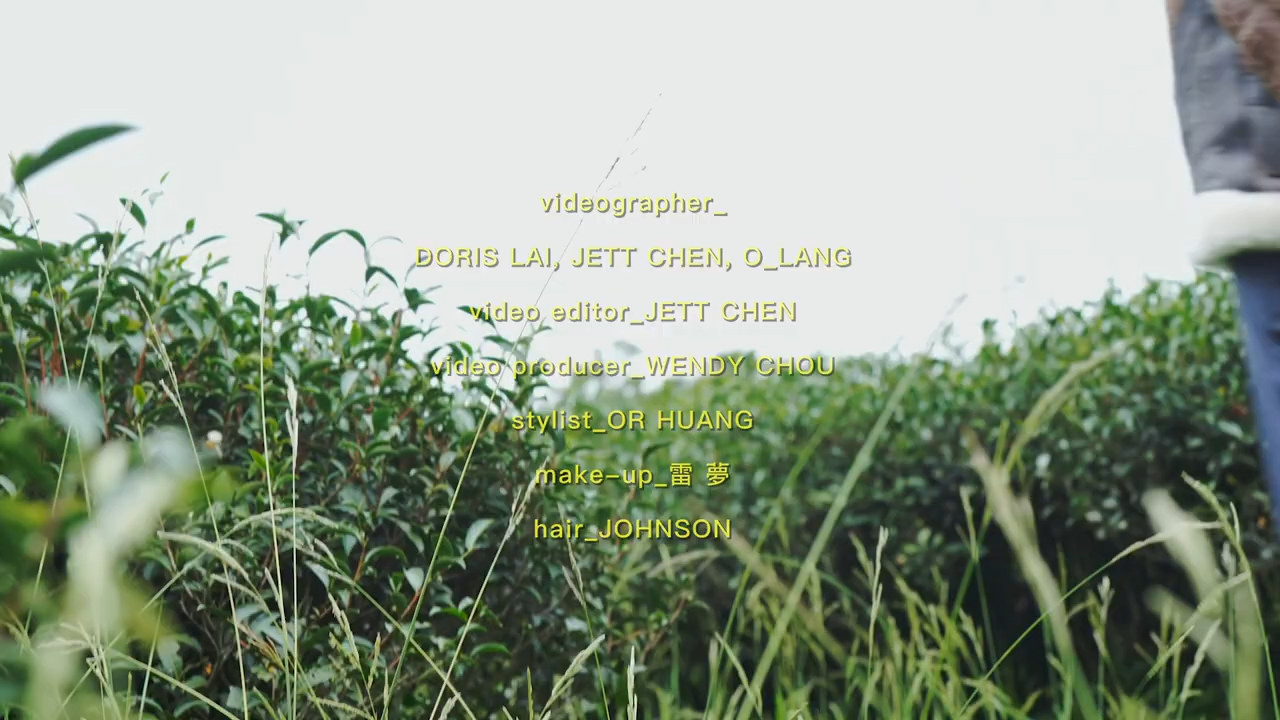 videographer_
DORIS LAI, JETT CHEN, O_LANG
video editor_JETT CHEN
video producer_WENDY CHOU
stylist_OR HUANG
make-up_雷 夢
hair_JOHNSON